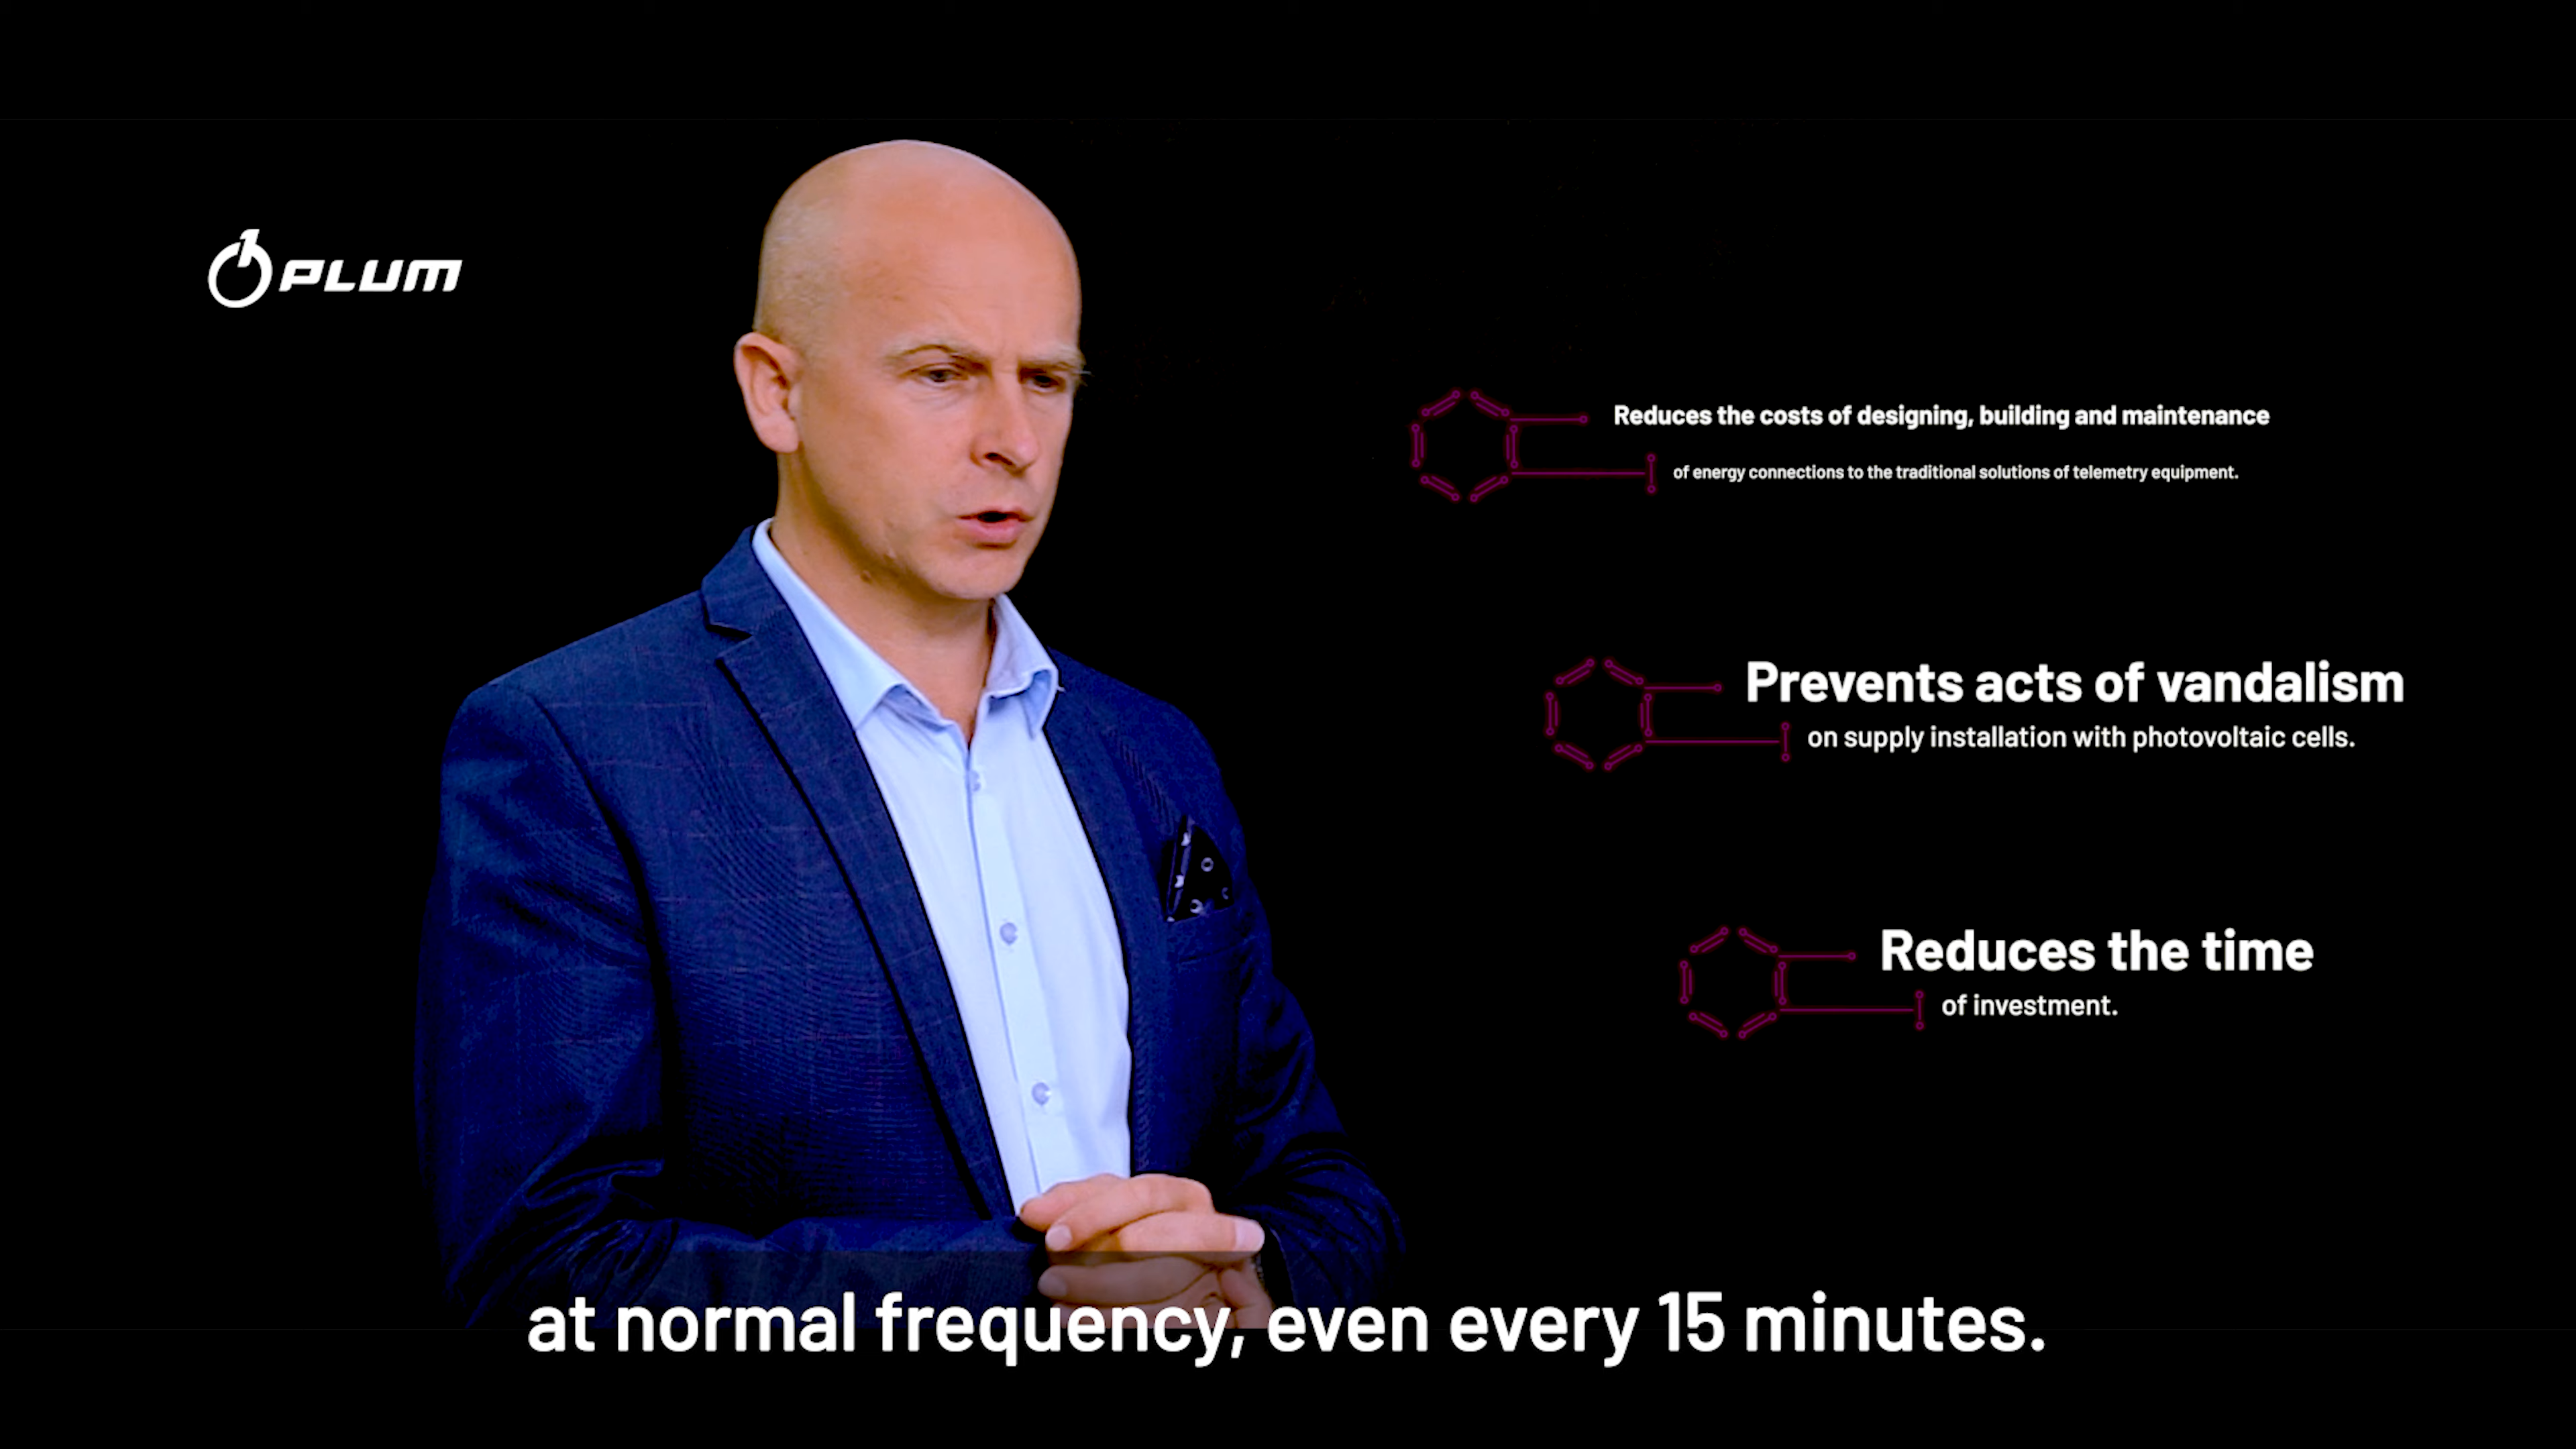 PLUM
Reduces the costs of designing, building and maintenance
of energy connections to the traditional solutions of telemetry equipment.
Prevents acts of vandalism
on supply installation with photovoltaic cells.
Reduces the time
of investment.
at normal frequency, even every 15 minutes.